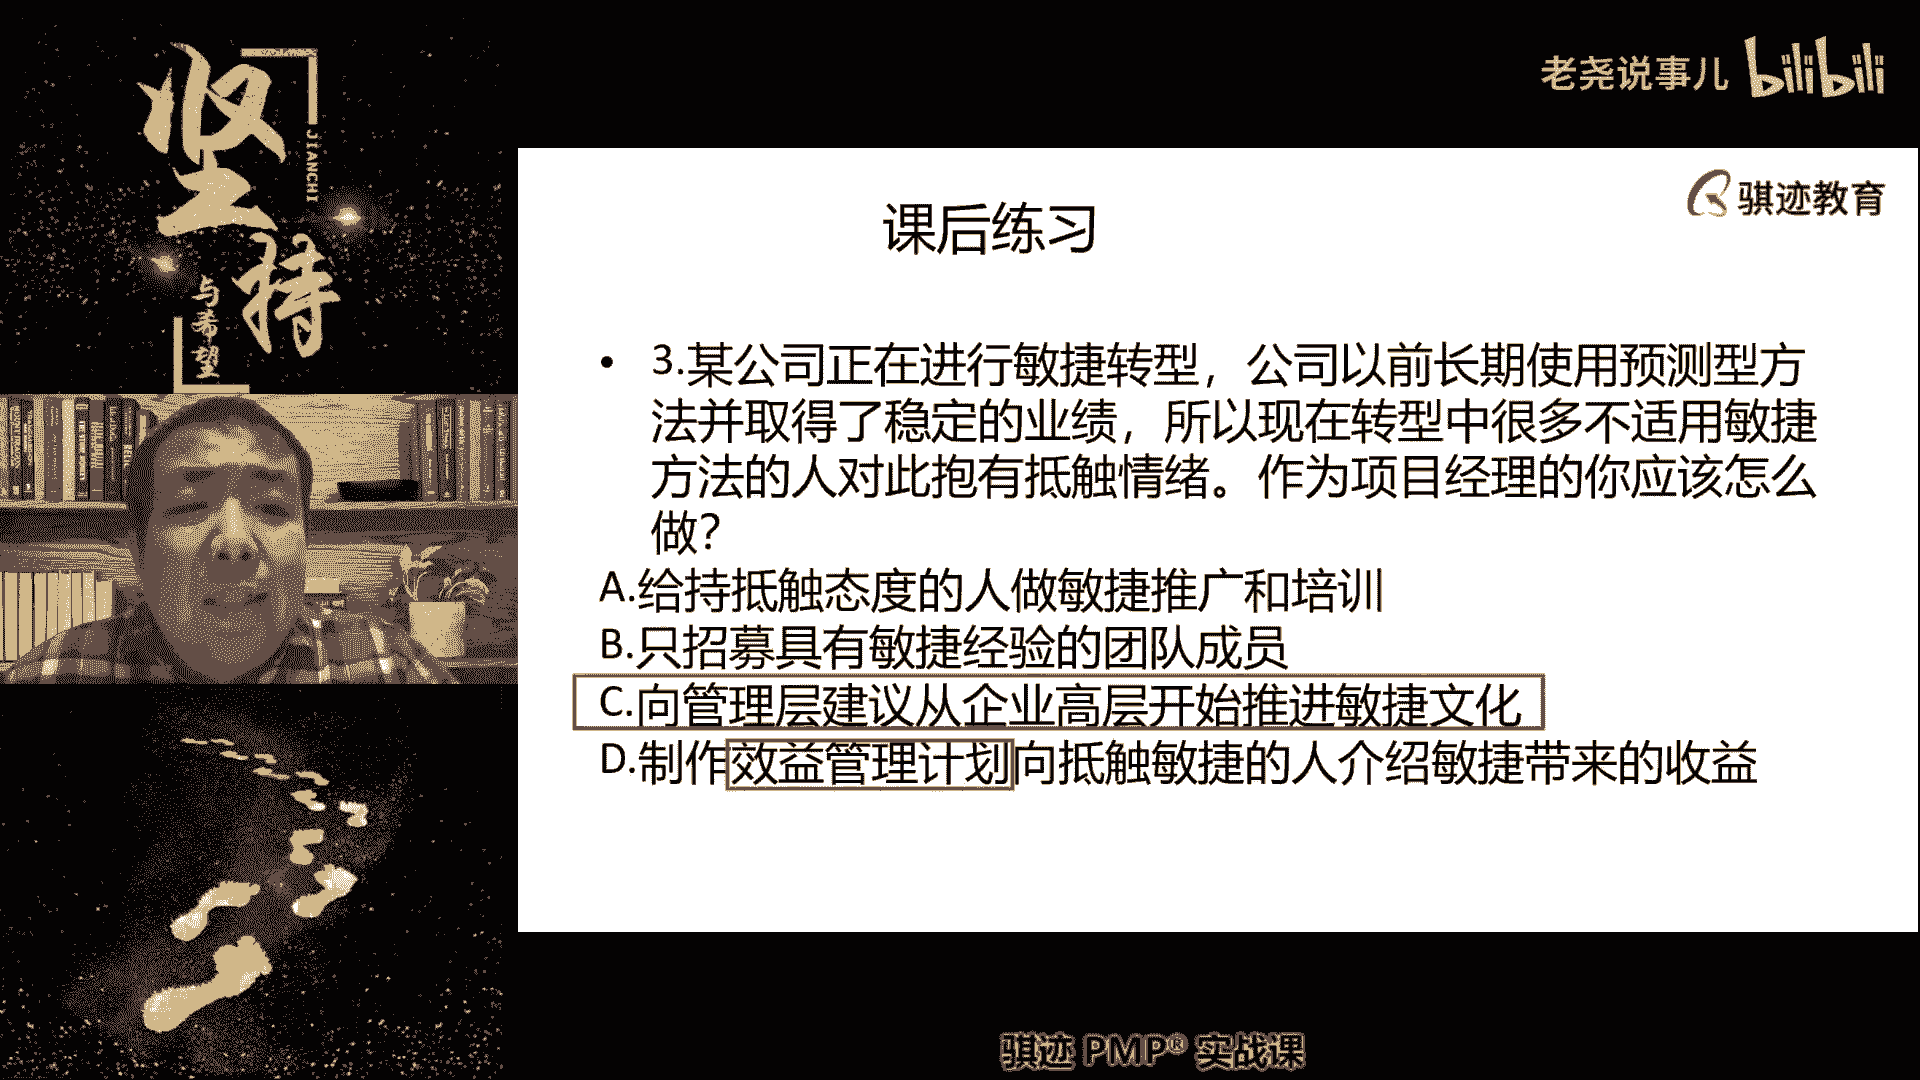 坚持
JIANCHI
与希望
老尧说事儿 bilibili
骐迹教育
课后练习
• 3.某公司正在进行敏捷转型，公司以前长期使用预测型方
法并取得了稳定的业绩，所以现在转型中很多不适用敏捷
方法的人对此抱有抵触情绪。作为项目经理的你应该怎么
做？
A.给持抵触态度的人做敏捷推广和培训
B.只招募具有敏捷经验的团队成员
C.向管理层建议从企业高层开始推进敏捷文化
D.制作效益管理计划向抵触敏捷的人介绍敏捷带来的收益
骐迹 PMP® 实战课